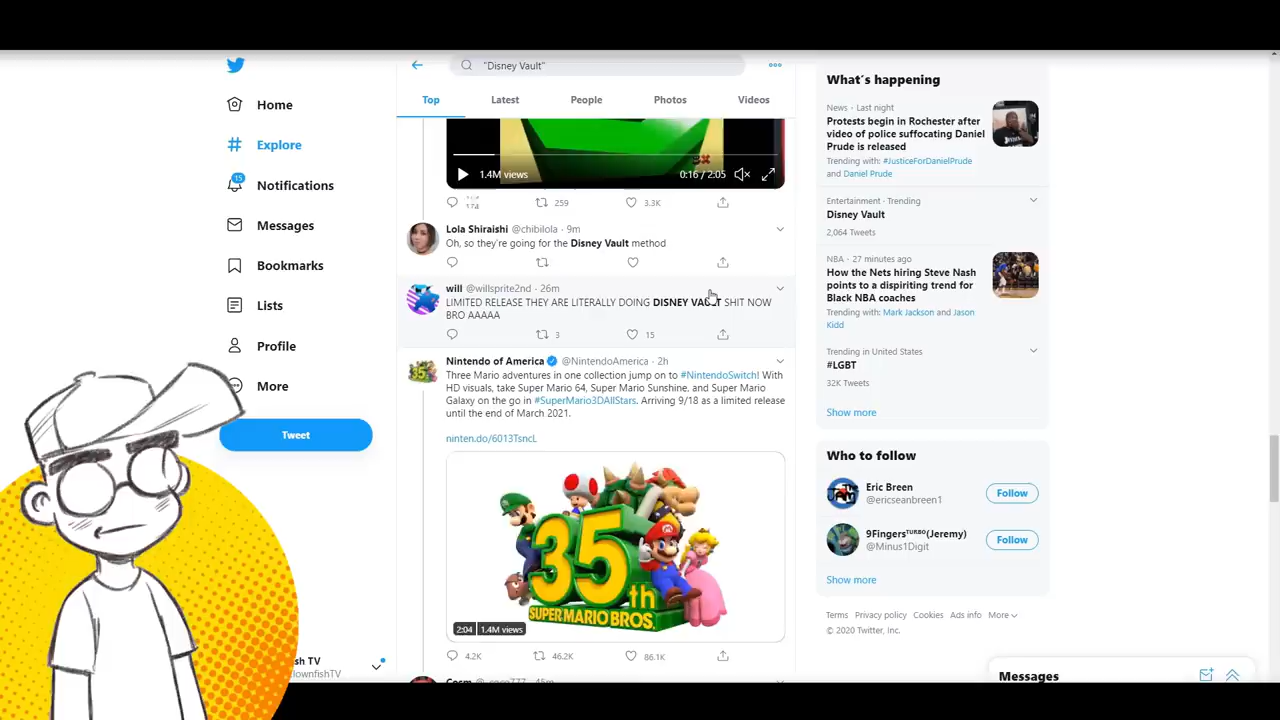 "Disney Vault"
Top
Latest
People
Photos
Videos
Home
Explore
15
Notifications
Messages
Bookmarks
Lists
Profile
More
Tweet
1.4M views
0:16 / 2:05
174
259
3.3K
Lola Shiraishi @chibilola · 9m
Oh, so they're going for the Disney Vault method
will @willsprite2nd · 26m
LIMITED RELEASE THEY ARE LITERALLY DOING DISNEY VAULT SHIT NOW
BRO AAAAA
3
15
Nintendo of America @NintendoAmerica · 2h
Three Mario adventures in one collection jump on to #NintendoSwitch! With
HD visuals, take Super Mario 64, Super Mario Sunshine, and Super Mario
Galaxy on the go in #SuperMario3DAllStars. Arriving 9/18 as a limited release
until the end of March 2021.
ninten.do/6013TsncL
35th
SUPER MARIO BROS.
2:04
1.4M views
4.2K
46.2K
86.1K
What's happening
News · Last night
Protests begin in Rochester after
video of police suffocating Daniel
Prude is released
Trending with: #JusticeForDanielPrude
and Daniel Prude
Entertainment · Trending
Disney Vault
2,064 Tweets
NBA · 27 minutes ago
How the Nets hiring Steve Nash
points to a dispiriting trend for
Black NBA coaches
Trending with: Mark Jackson and Jason
Kidd
Trending in United States
#LGBT
32K Tweets
Show more
Who to follow
Eric Breen
@ericseanbreen1
Follow
9Fingersᵀᵁᴿᴮᴼ(Jeremy)
@Minus1Digit
Follow
Show more
Terms Privacy policy Cookies Ads info More
© 2020 Twitter, Inc.
sh TV
lownfishTV
Messages